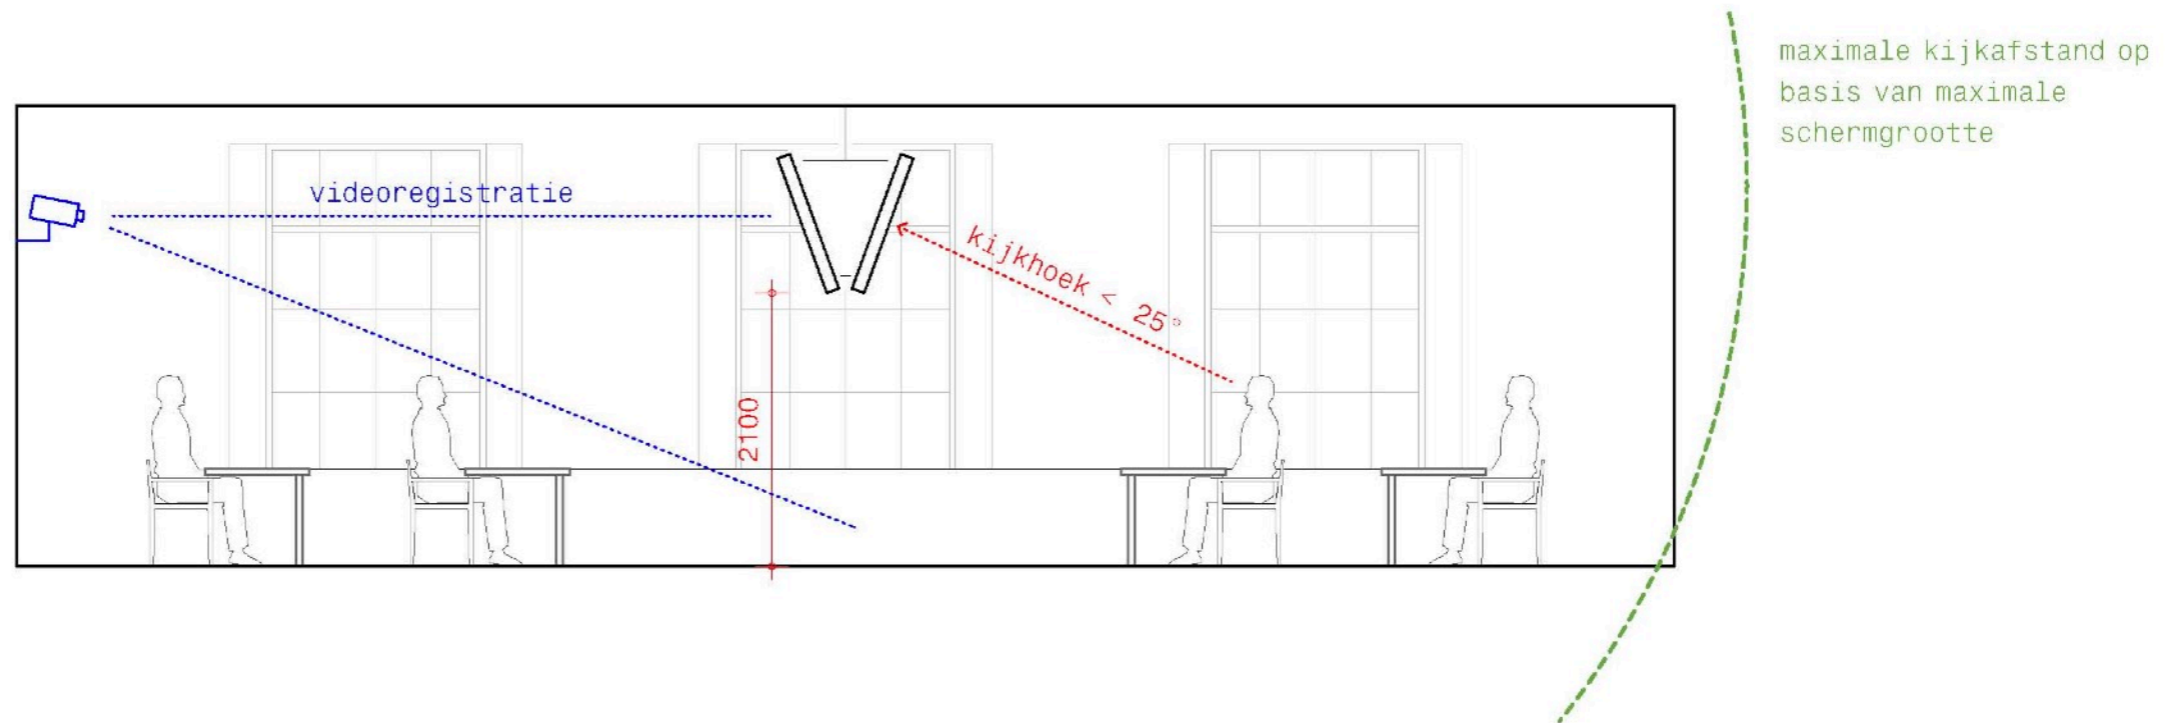 maximale kijkafstand op
basis van maximale
schermgrootte
videoregistratie
kijkhoek < 25°
2100